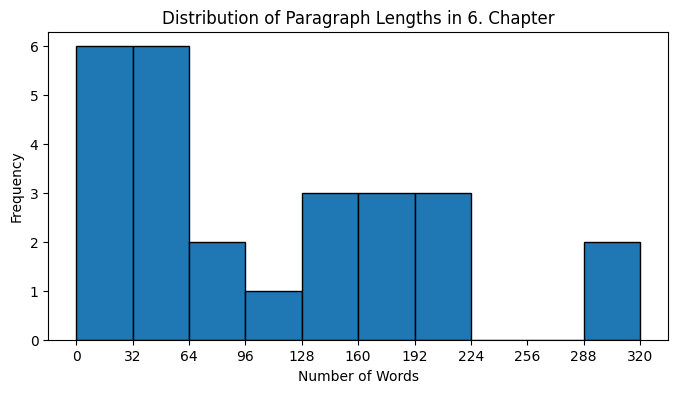 Distribution of Paragraph Lengths in 6. Chapter
6
5
4
3
2
1
0
Frequency
0 32 64 96 128 160 192 224 256 288 320
Number of Words